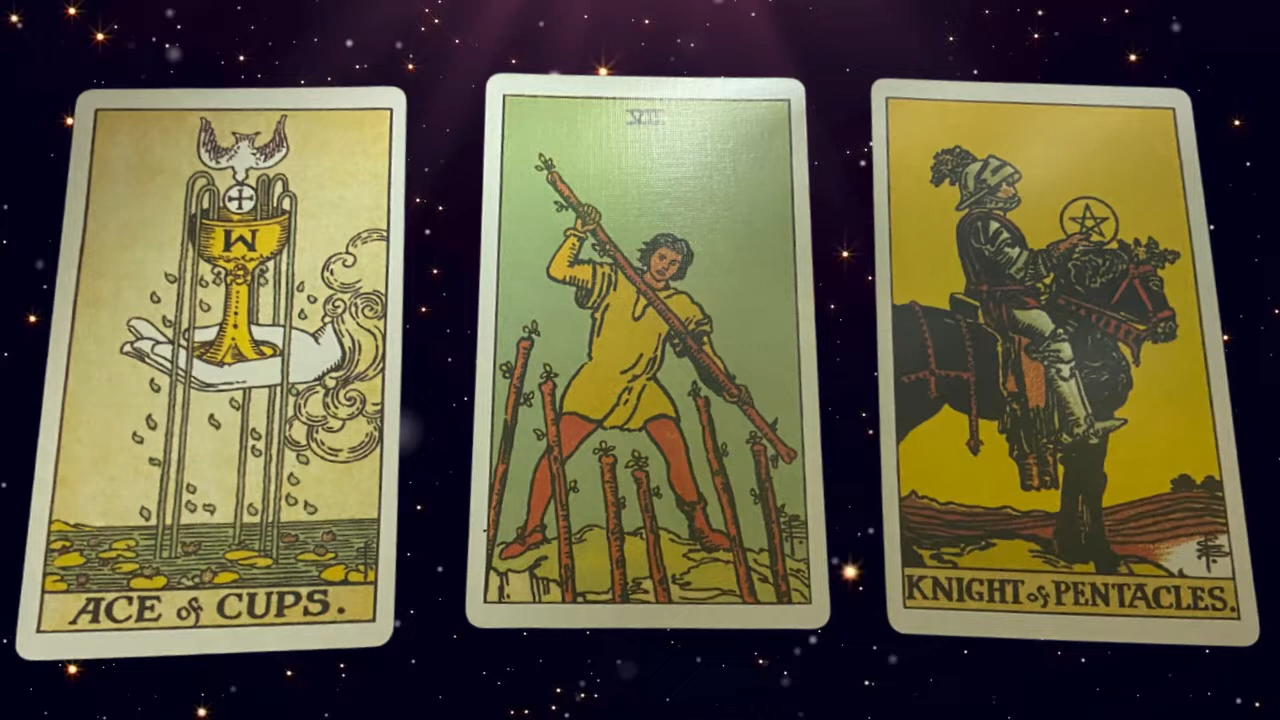 W
ACE of CUPS.
VII.
KNIGHT of PENTACLES.